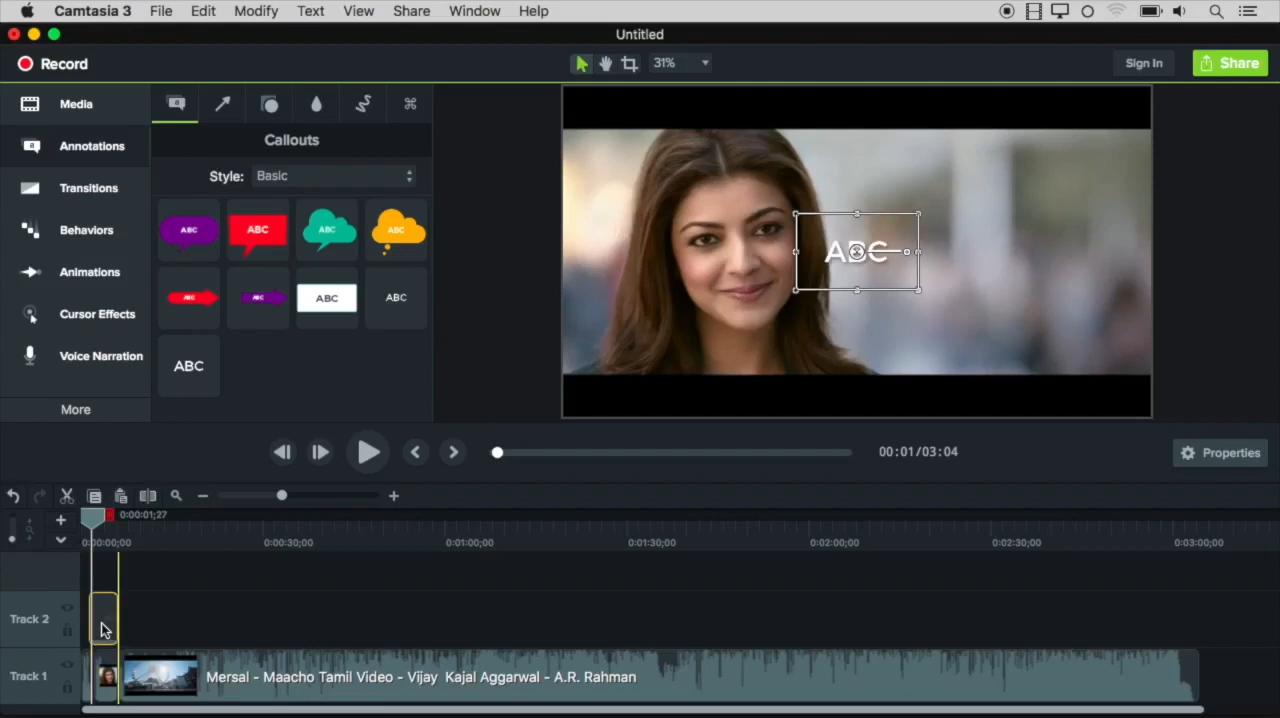 Camtasia 3 File Edit Modify Text View Share Window Help
Untitled
Record 31% Sign In Share
Media
Annotations
Transitions
Behaviors
Animations
Cursor Effects
Voice Narration
More
Callouts
Style: Basic
ABC ABC ABC ABC
ABC ABC ABC ABC
ABC
ABC
00:01/03:04 Properties
0:00:01;27
0:00:00;00 0:00:30;00 0:01:00;00 0:01:30;00 0:02:00;00 0:02:30;00 0:03:00;00
Track 2
Track 1 Mersal - Maacho Tamil Video - Vijay Kajal Aggarwal - A.R. Rahman